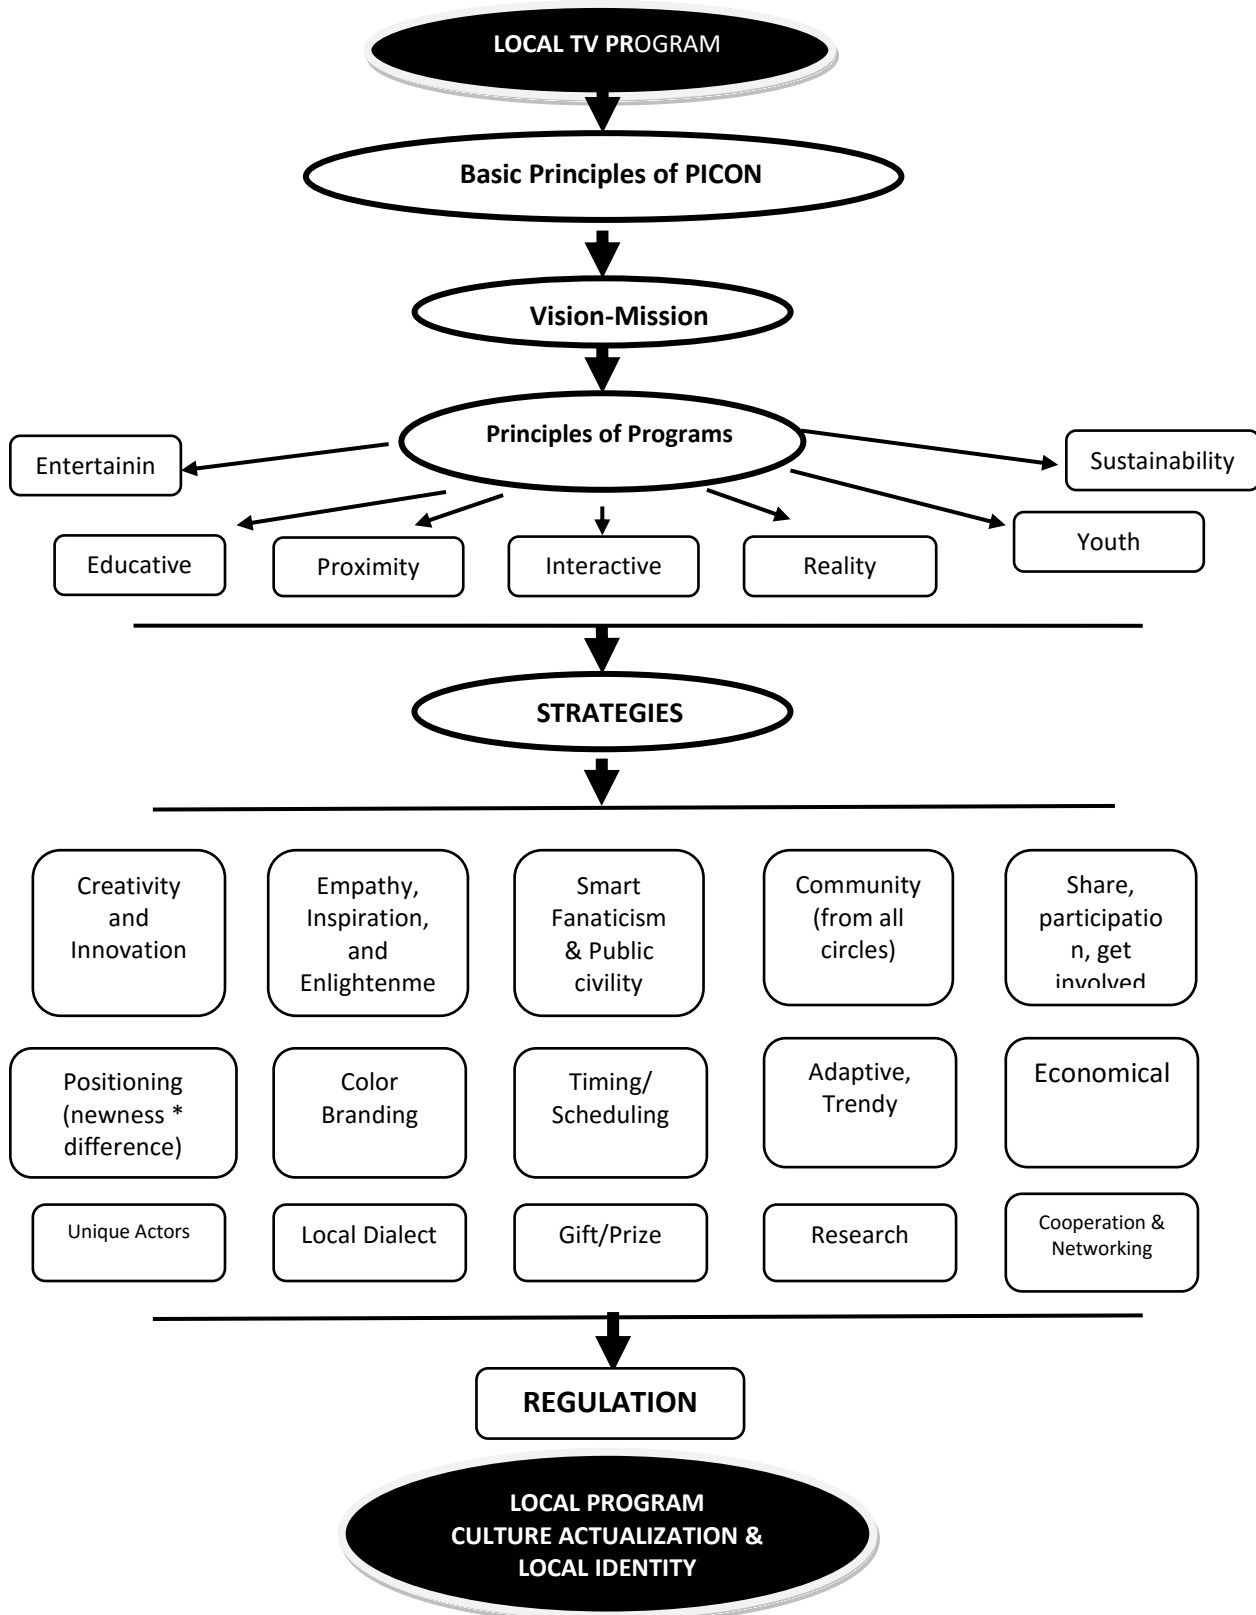 LOCAL TV PROGRAM
Basic Principles of PICON
Vision-Mission
Principles of Programs
Entertainin
Sustainability
Educative
Proximity
Interactive
Reality
Youth
STRATEGIES
Creativity
and
Innovation
Empathy,
Inspiration,
and
Enlightenme
Smart
Fanaticism
& Public
civility
Community
(from all
circles)
Share,
participatio
n, get
involved
Positioning
(newness *
difference)
Color
Branding
Timing/
Scheduling
Adaptive,
Trendy
Economical
Unique Actors
Local Dialect
Gift/Prize
Research
Cooperation &
Networking
REGULATION
LOCAL PROGRAM
CULTURE ACTUALIZATION &
LOCAL IDENTITY